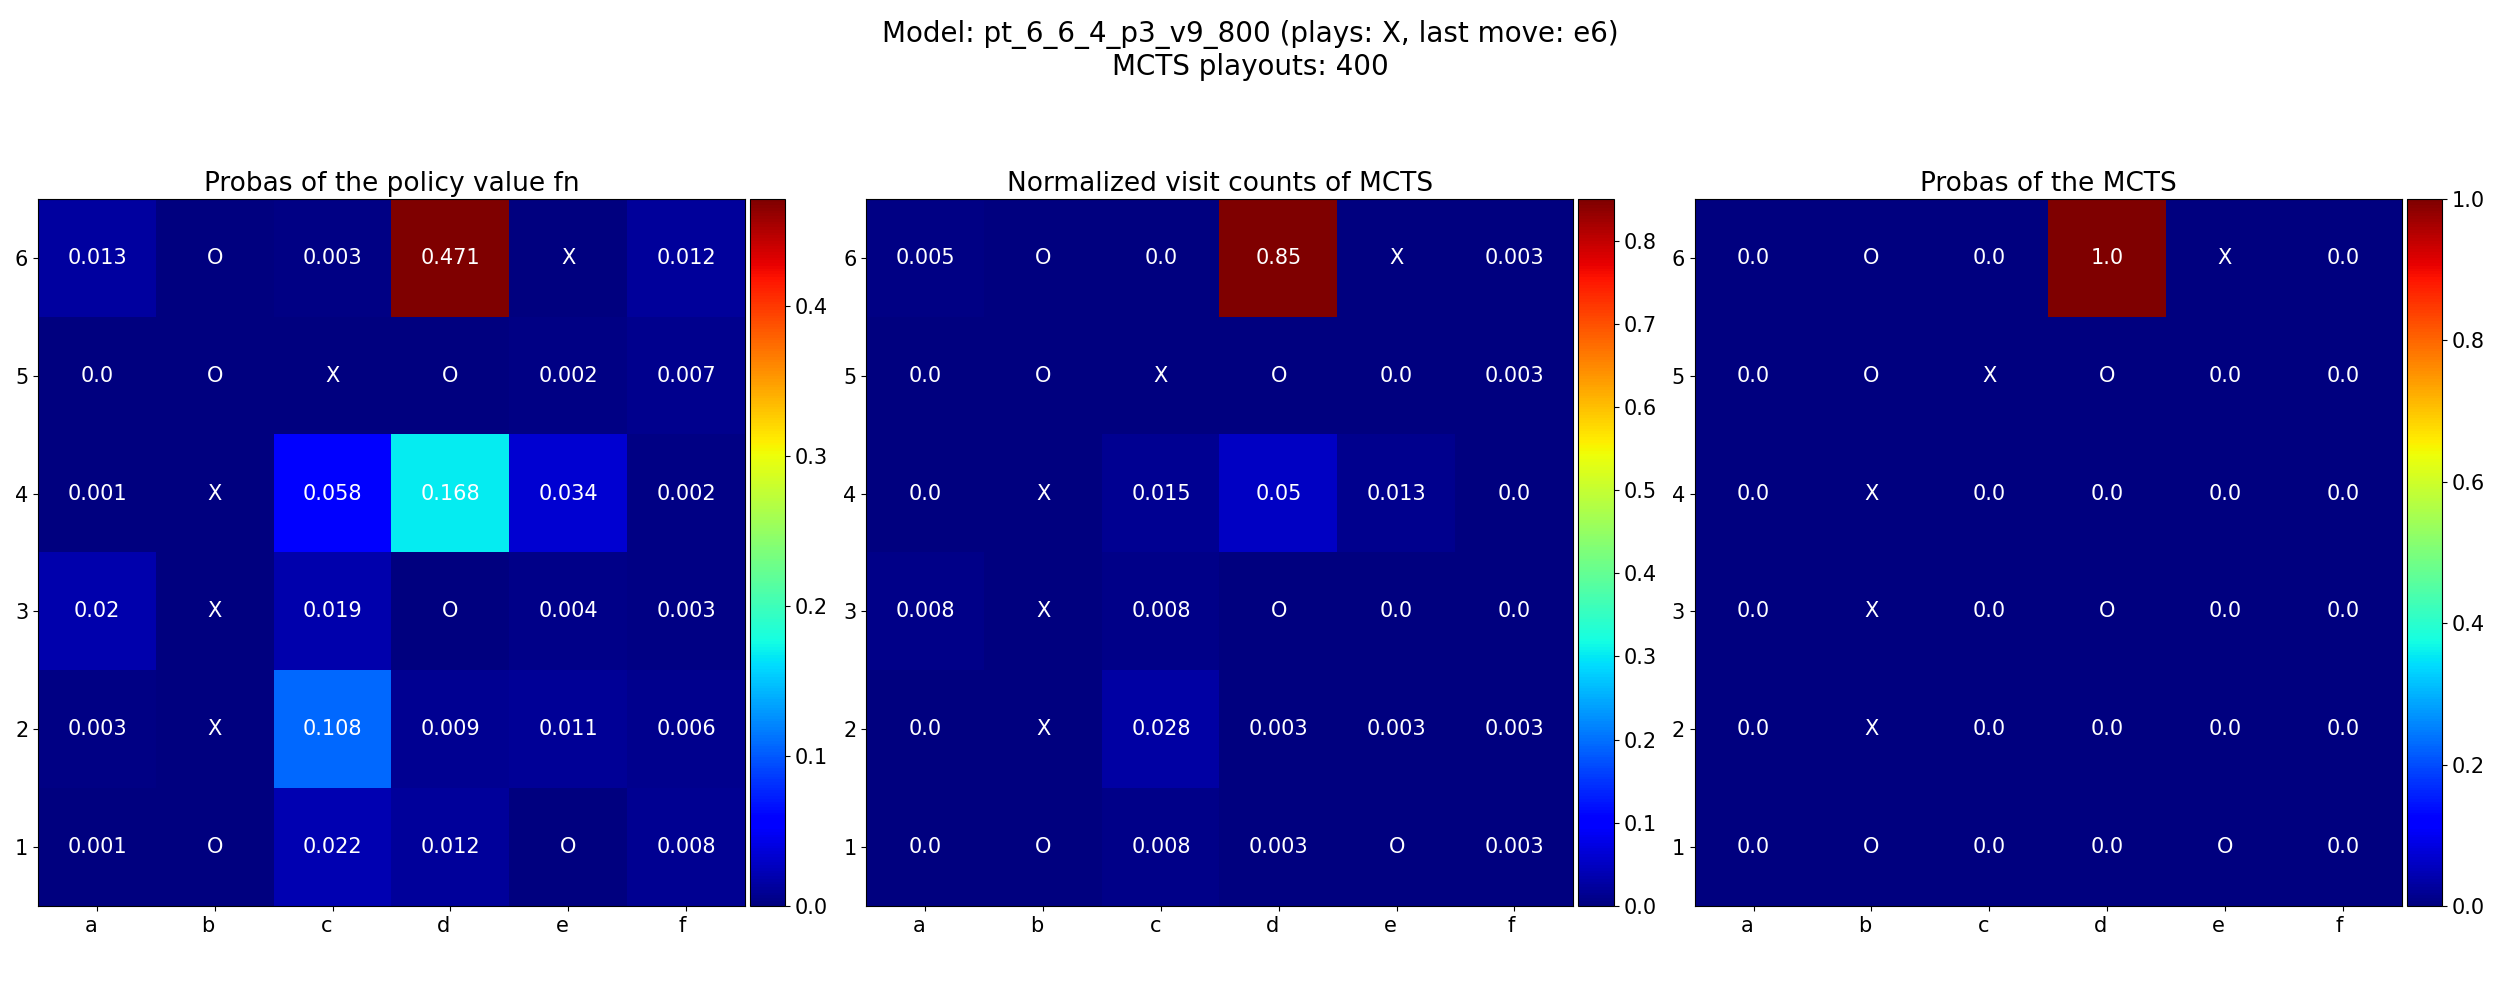 Model: pt_6_6_4_p3_v9_800 (plays: X, last move: e6)
MCTS playouts: 400
Probas of the policy value fn
6 0.013 O 0.003 0.471 X 0.012
5 0.0 O X O 0.002 0.007
4 0.001 X 0.058 0.168 0.034 0.002
3 0.02 X 0.019 O 0.004 0.003
2 0.003 X 0.108 0.009 0.011 0.006
1 0.001 O 0.022 0.012 O 0.008
a b c d e f
0.4
0.3
0.2
0.1
0.0
Normalized visit counts of MCTS
6 0.005 O 0.0 0.85 X 0.003
5 0.0 O X O 0.0 0.003
4 0.0 X 0.015 0.05 0.013 0.0
3 0.008 X 0.008 O 0.0 0.0
2 0.0 X 0.028 0.003 0.003 0.003
1 0.0 O 0.008 0.003 O 0.003
a b c d e f
0.8
0.7
0.6
0.5
0.4
0.3
0.2
0.1
0.0
Probas of the MCTS
6 0.0 O 0.0 1.0 X 0.0
5 0.0 O X O 0.0 0.0
4 0.0 X 0.0 0.0 0.0 0.0
3 0.0 X 0.0 O 0.0 0.0
2 0.0 X 0.0 0.0 0.0 0.0
1 0.0 O 0.0 0.0 O 0.0
a b c d e f
1.0
0.8
0.6
0.4
0.2
0.0